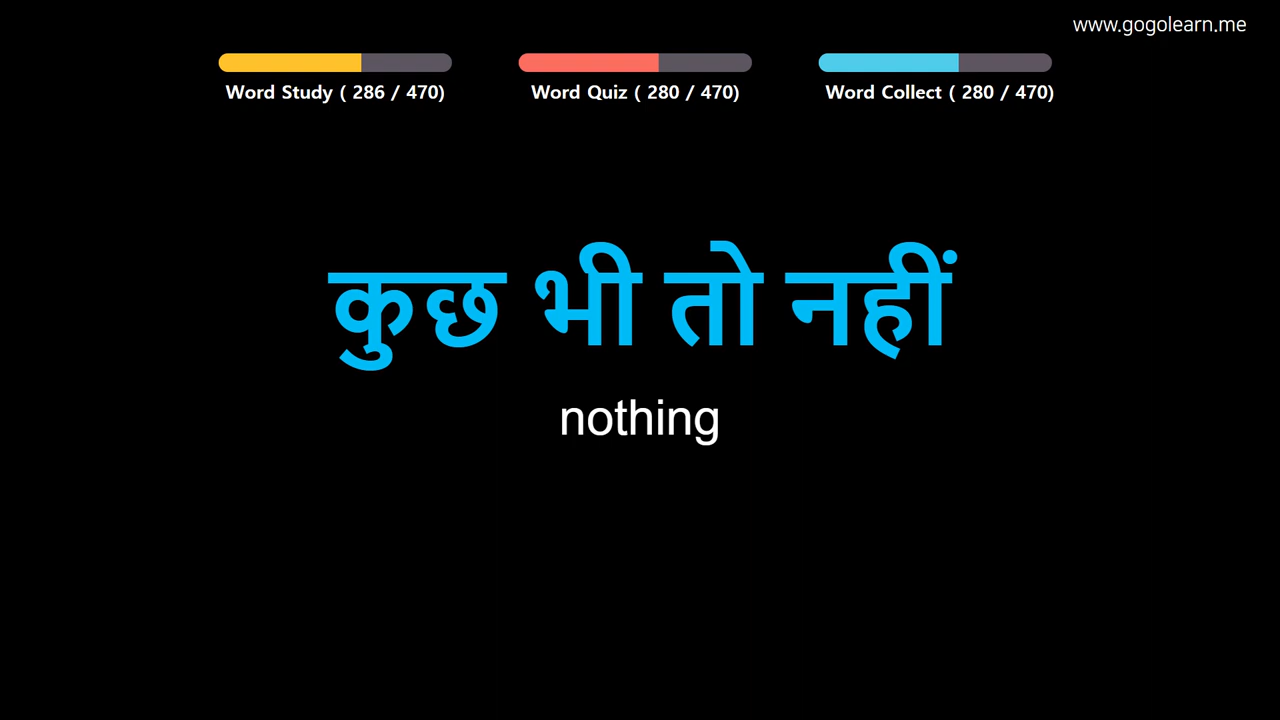 www.gogolearn.me
Word Study ( 286 / 470)
Word Quiz ( 280 / 470)
Word Collect ( 280 / 470)
कुछ भी तो नहीं
nothing